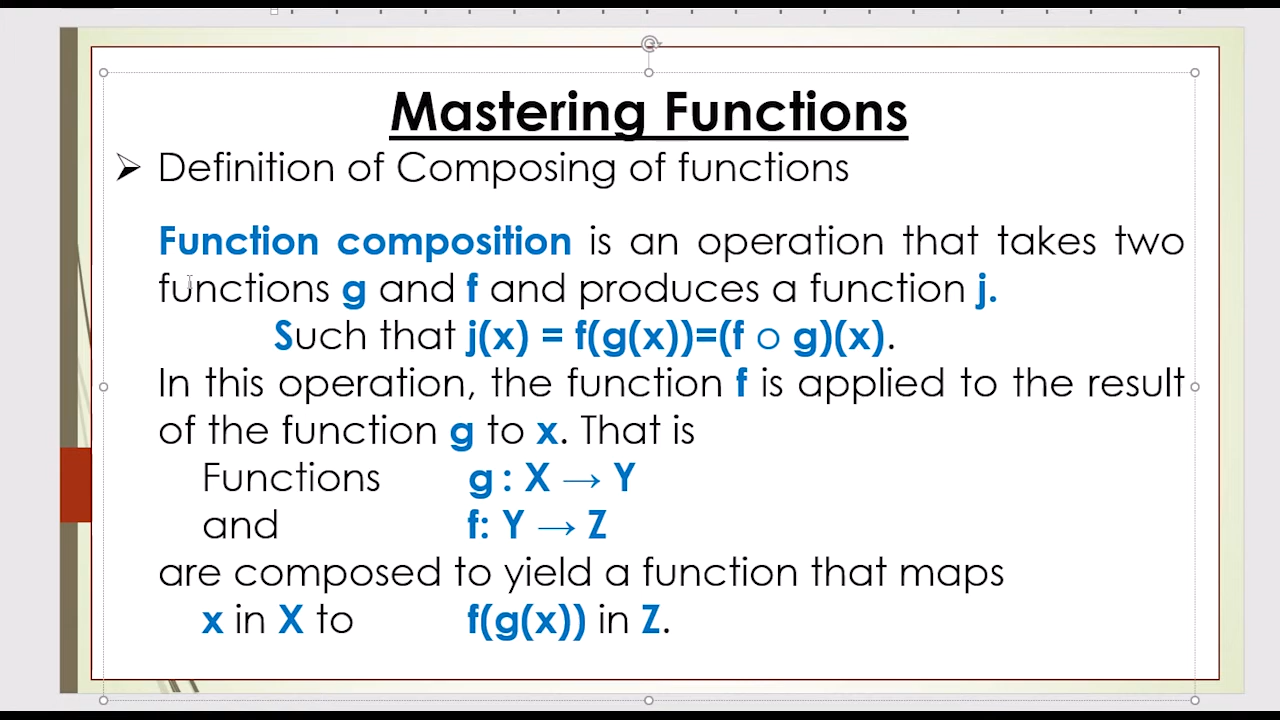 Mastering Functions
➢ Definition of Composing of functions
Function composition is an operation that takes two
functions g and f and produces a function j.
Such that j(x) = f(g(x))=(f o g)(x).
In this operation, the function f is applied to the result
of the function g to x. That is
Functions g : X → Y
and f: Y → Z
are composed to yield a function that maps
x in X to f(g(x)) in Z.